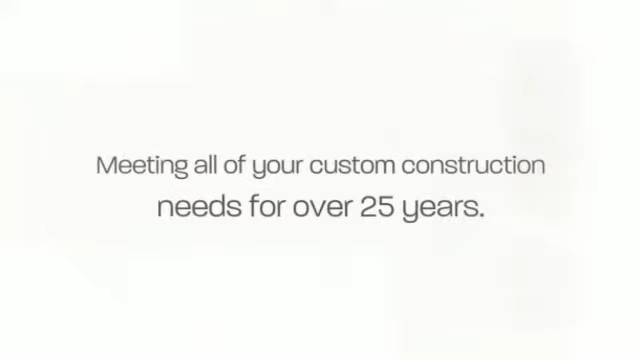 Meeting all of your custom construction
needs for over 25 years.